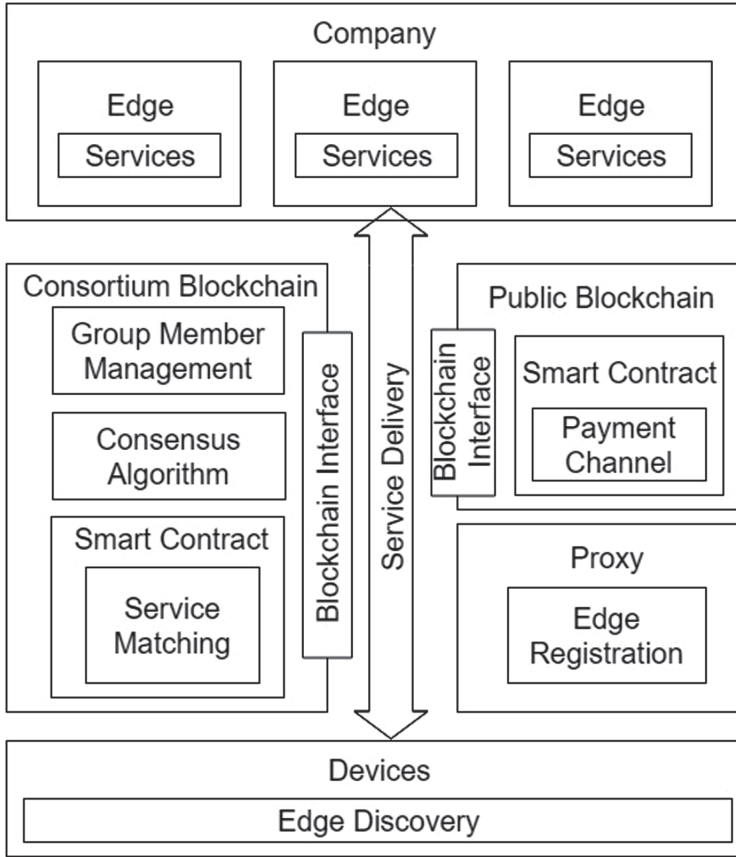 Company
Edge
Services
Edge
Services
Edge
Services
Consortium Blockchain
Group Member
Management
Consensus
Algorithm
Smart Contract
Service
Matching
Blockchain Interface
Service Delivery
Blockchain
Interface
Public Blockchain
Smart Contract
Payment
Channel
Proxy
Edge
Registration
Devices
Edge Discovery